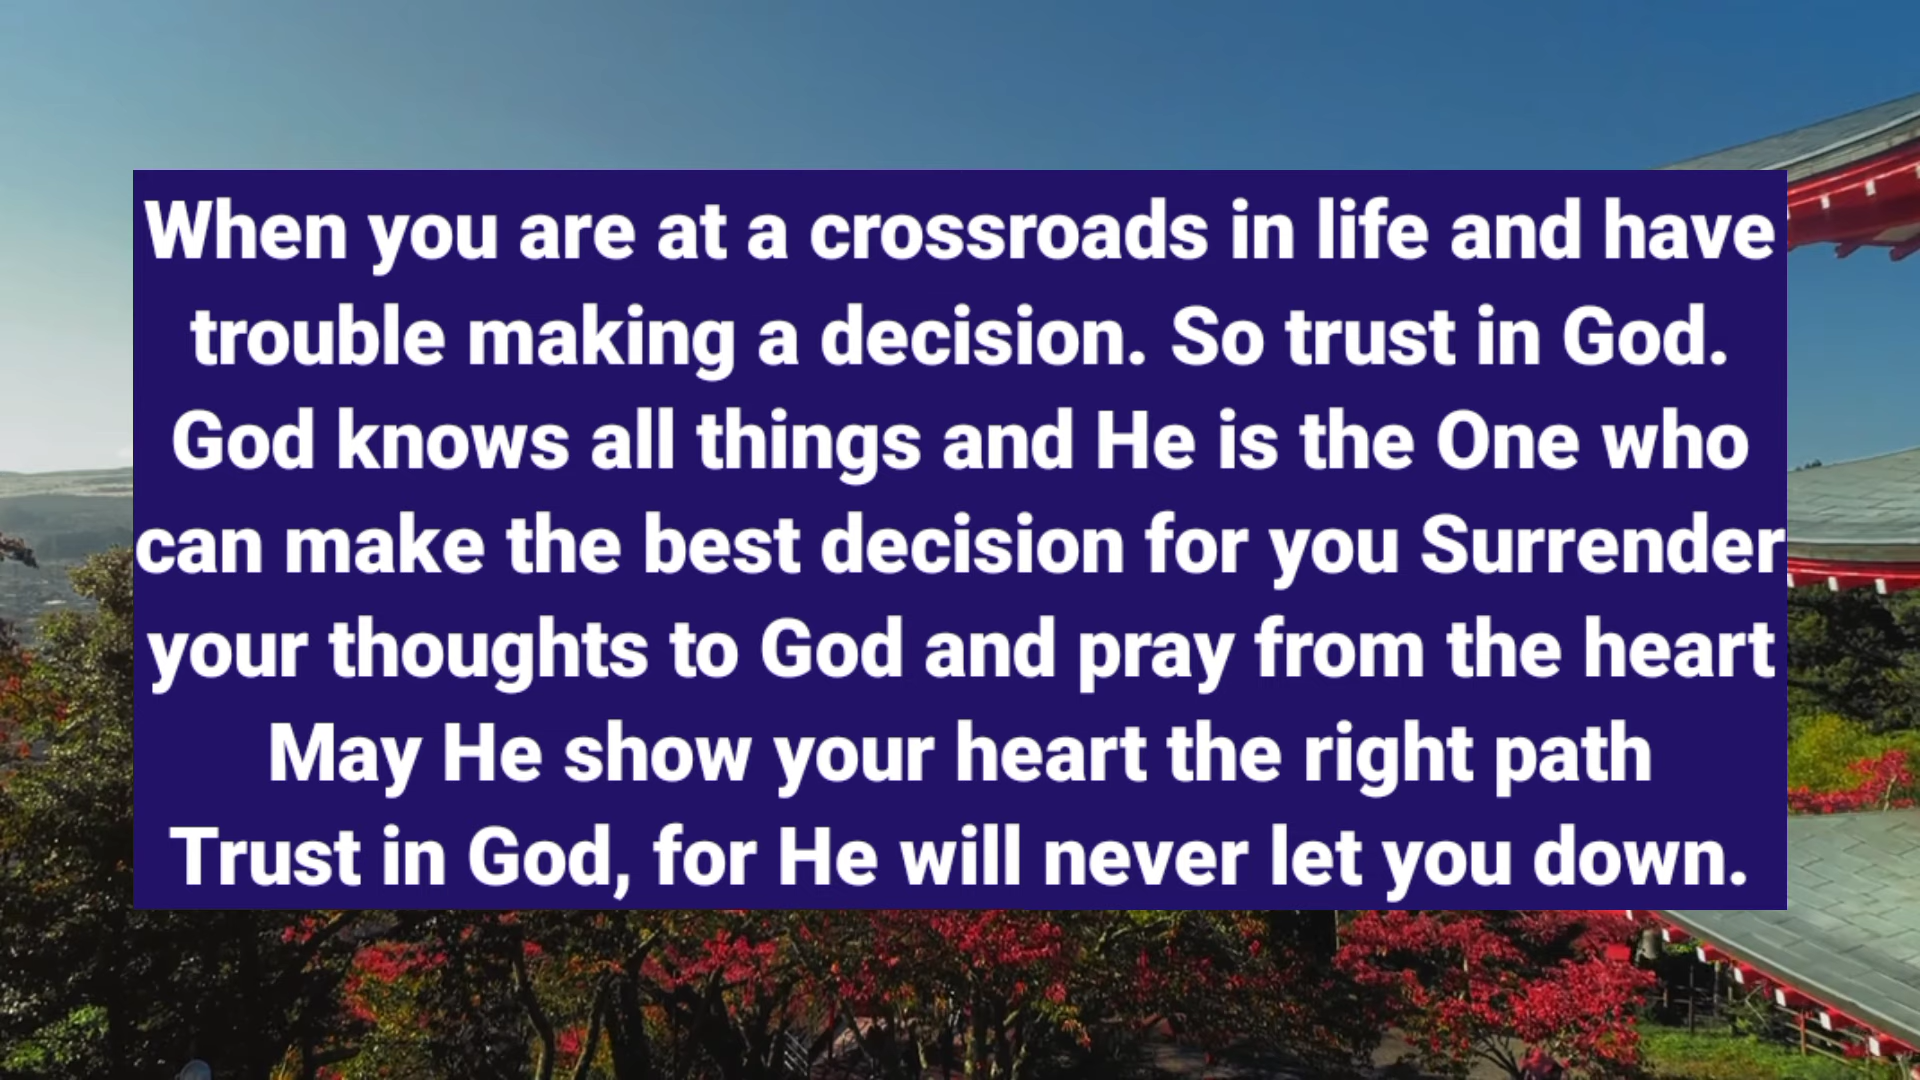 When you are at a crossroads in life and have
trouble making a decision. So trust in God.
God knows all things and He is the One who
can make the best decision for you Surrender
your thoughts to God and pray from the heart
May He show your heart the right path
Trust in God, for He will never let you down.